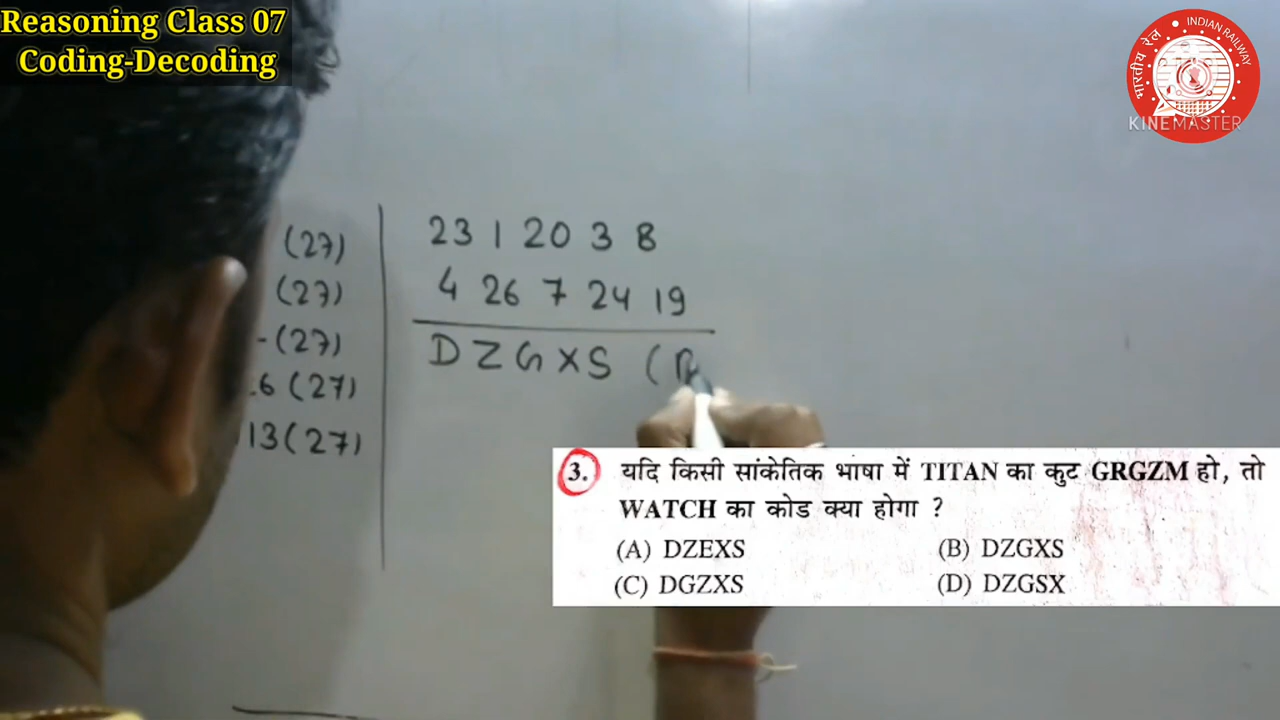 Reasoning Class 07
Coding-Decoding
भारतीय रेल
INDIAN RAILWAY
KINEMASTER
(27)
(27)
-(27)
6 (27)
13(27)
23 1 20 3 8
4 26 7 24 19
D Z G X S (
3. यदि किसी सांकेतिक भाषा में TITAN का कुट GRGZM हो, तो
WATCH का कोड क्या होगा ?
(A) DZEXS (B) DZGXS
(C) DGZXS (D) DZGSX